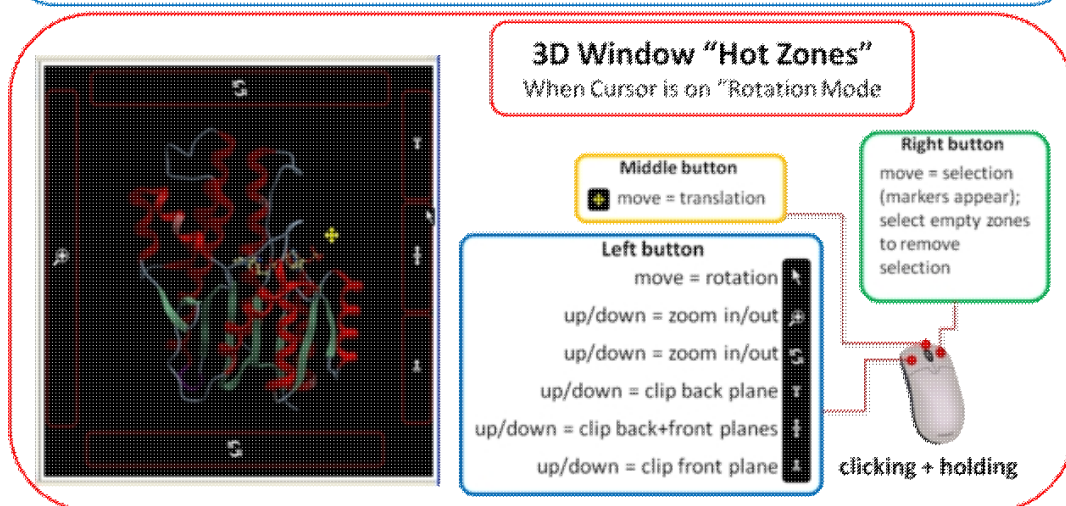 3D Window “Hot Zones”
When Cursor is on “Rotation Mode
Middle button
move = translation
Right button
move = selection
(markers appear);
select empty zones
to remove
selection
Left button
move = rotation
up/down = zoom in/out
up/down = zoom in/out
up/down = clip back plane
up/down = clip back+front planes
up/down = clip front plane
clicking + holding